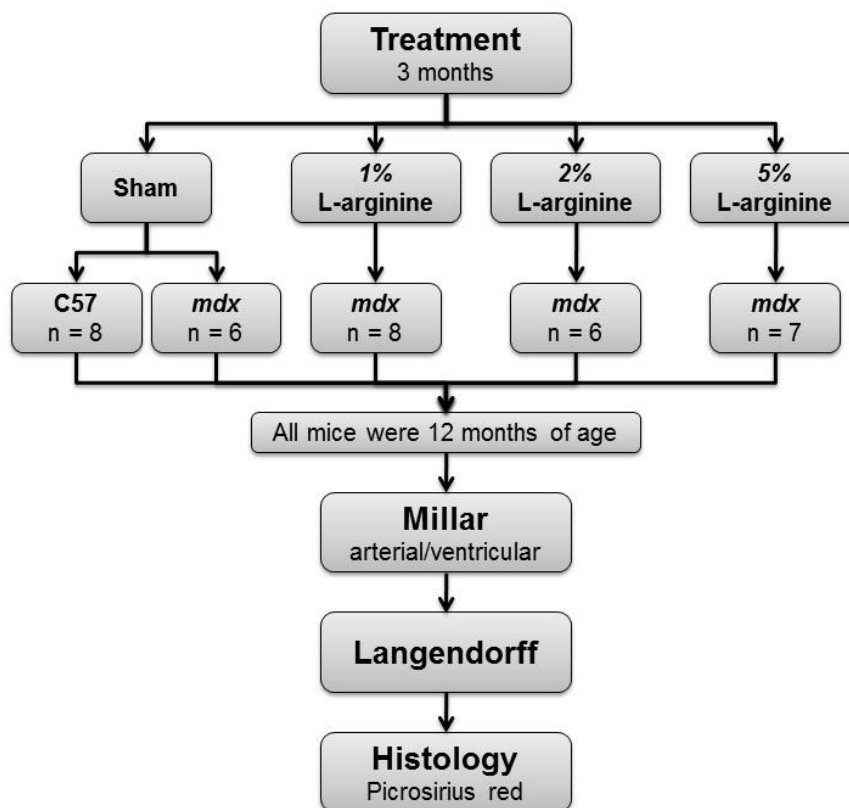 Treatment
3 months
Sham
1%
L-arginine
2%
L-arginine
5%
L-arginine
C57
n = 8
mdx
n = 6
mdx
n = 8
mdx
n = 6
mdx
n = 7
All mice were 12 months of age
Millar
arterial/ventricular
Langendorff
Histology
Picrosirius red